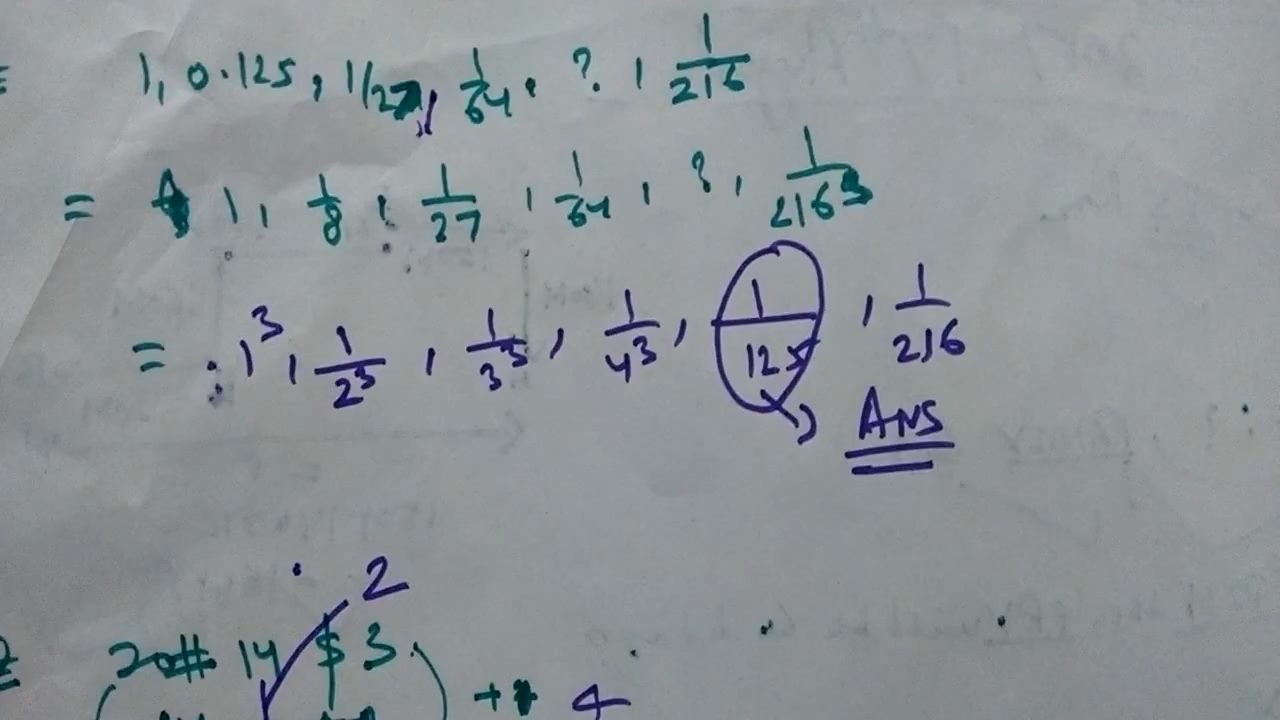 = 1, 0.125, 1/27, 1/64, ?, 1/216
= 1, 1/8, 1/27, 1/64, ?, 1/216
= 1³, 1/2³, 1/3³, 1/4³, 1/125, 1/216
Ans
2
20# 14 $ 3
+ 4